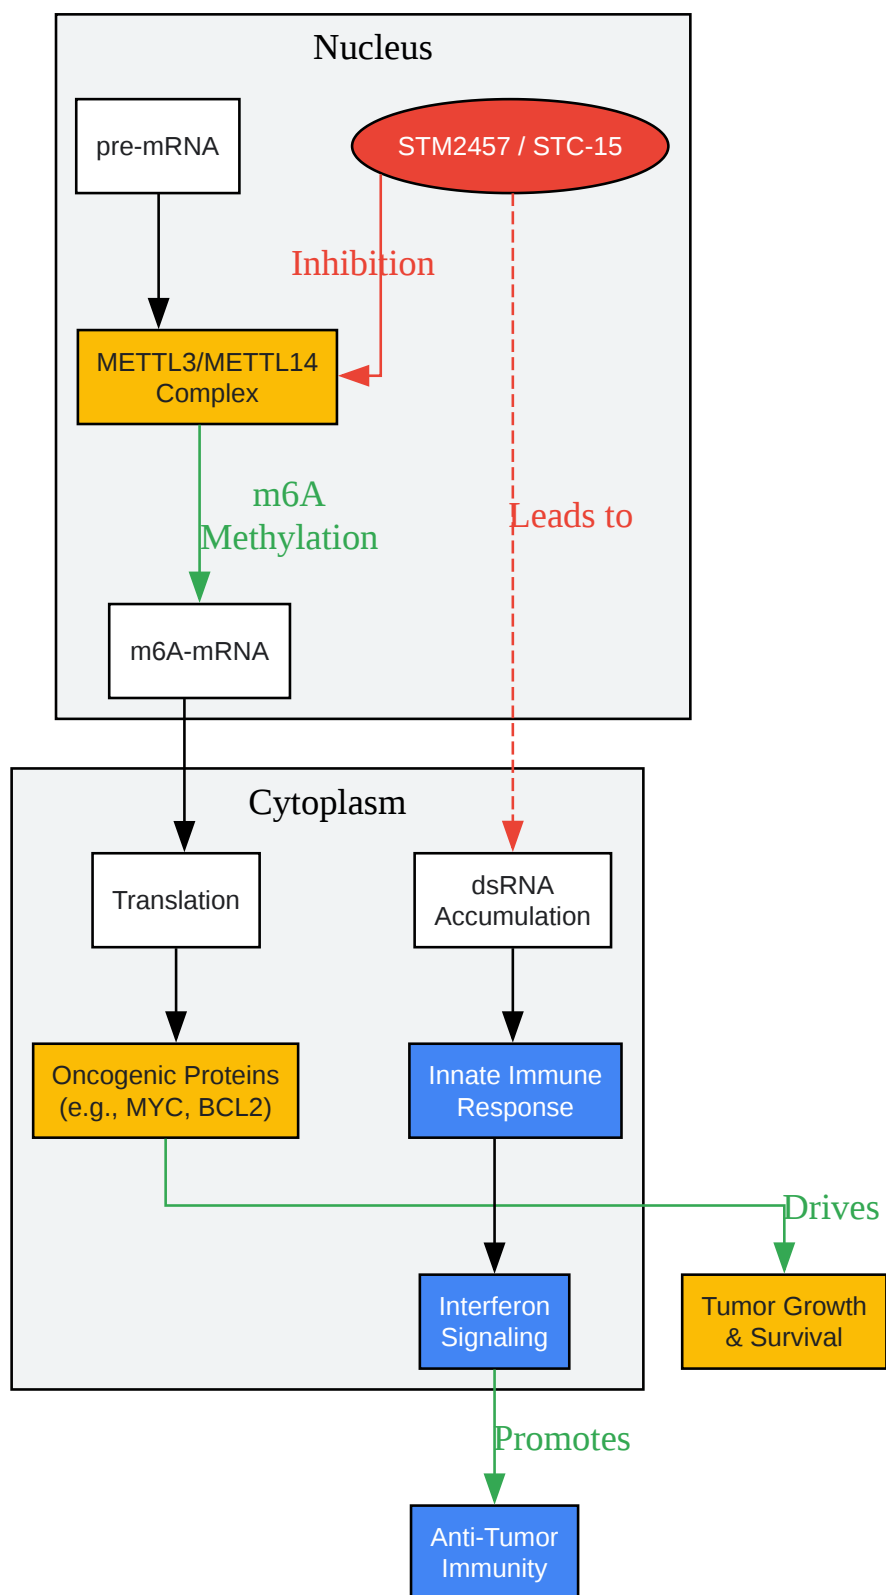 Nucleus
pre-mRNA
STM2457 / STC-15
Inhibition
METTL3/METTL14
Complex
m6A
Methylation
Leads to
m6A-mRNA
Cytoplasm
Translation
dsRNA
Accumulation
Oncogenic Proteins
(e.g., MYC, BCL2)
Innate Immune
Response
Drives
Interferon
Signaling
Tumor Growth
& Survival
Promotes
Anti-Tumor
Immunity